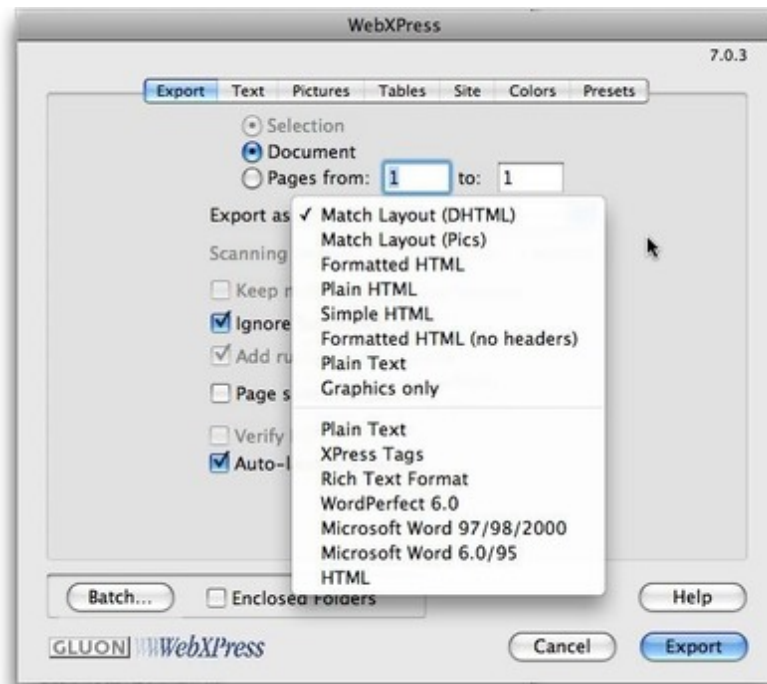 WebXPress
7.0.3
Export Text Pictures Tables Site Colors Presets
Selection
Document
Pages from: 1 to: 1
Export as ✓ Match Layout (DHTML)
Match Layout (Pics)
Scanning
Formatted HTML
Keep
Plain HTML
Simple HTML
Ignore
Formatted HTML (no headers)
Add ru
Plain Text
Page s
Graphics only
Verify
Plain Text
Auto-l
XPress Tags
Rich Text Format
WordPerfect 6.0
Microsoft Word 97/98/2000
Microsoft Word 6.0/95
HTML
Batch... Enclosed Folders Help
GLUON WebXPress Cancel Export